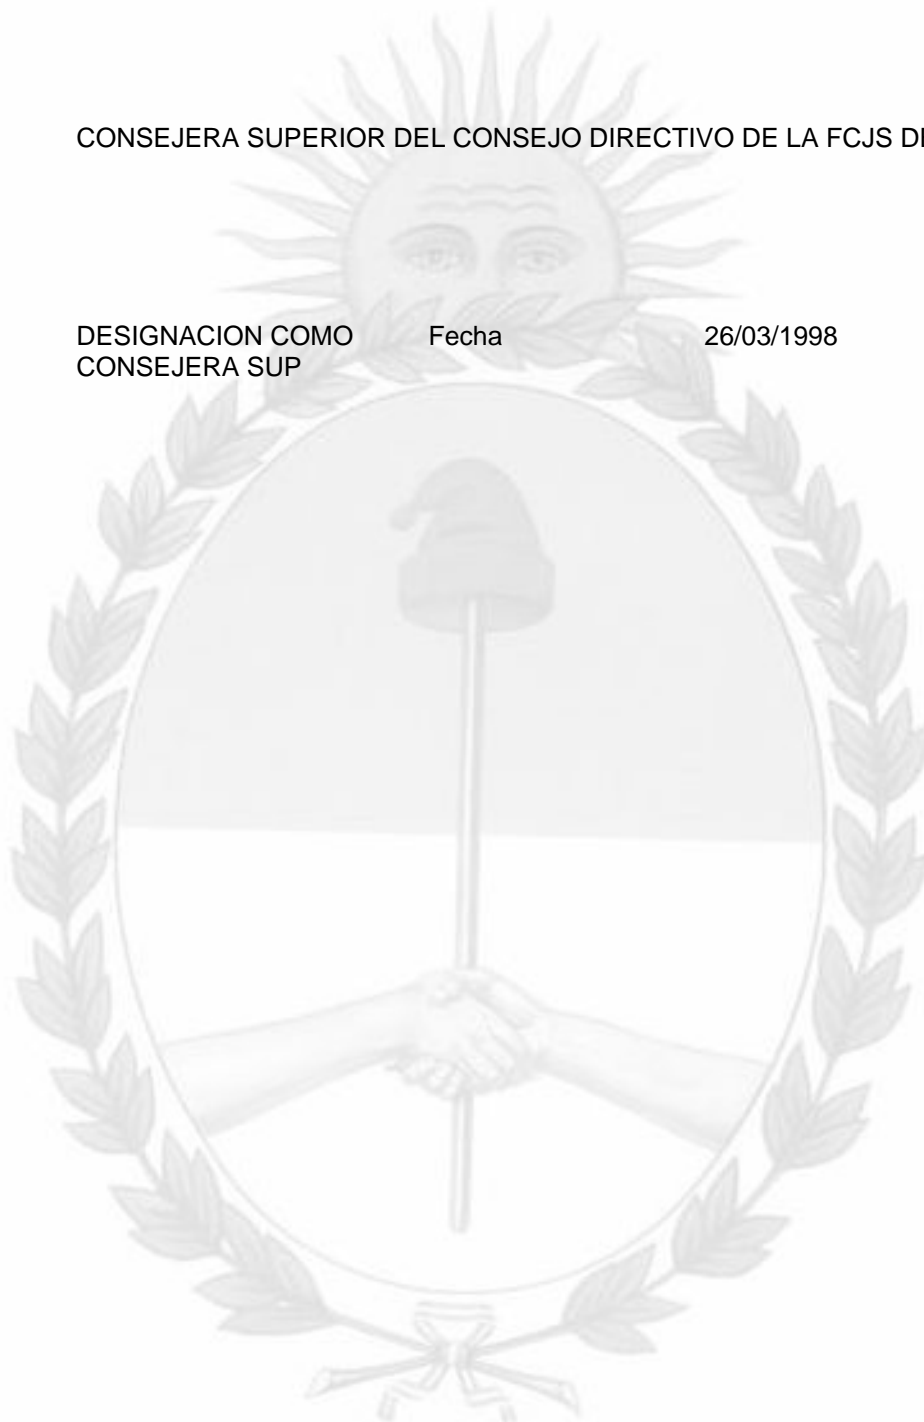 CONSEJERA SUPERIOR DEL CONSEJO DIRECTIVO DE LA FCJS
DESIGNACION COMO Fecha 26/03/1998
CONSEJERA SUP